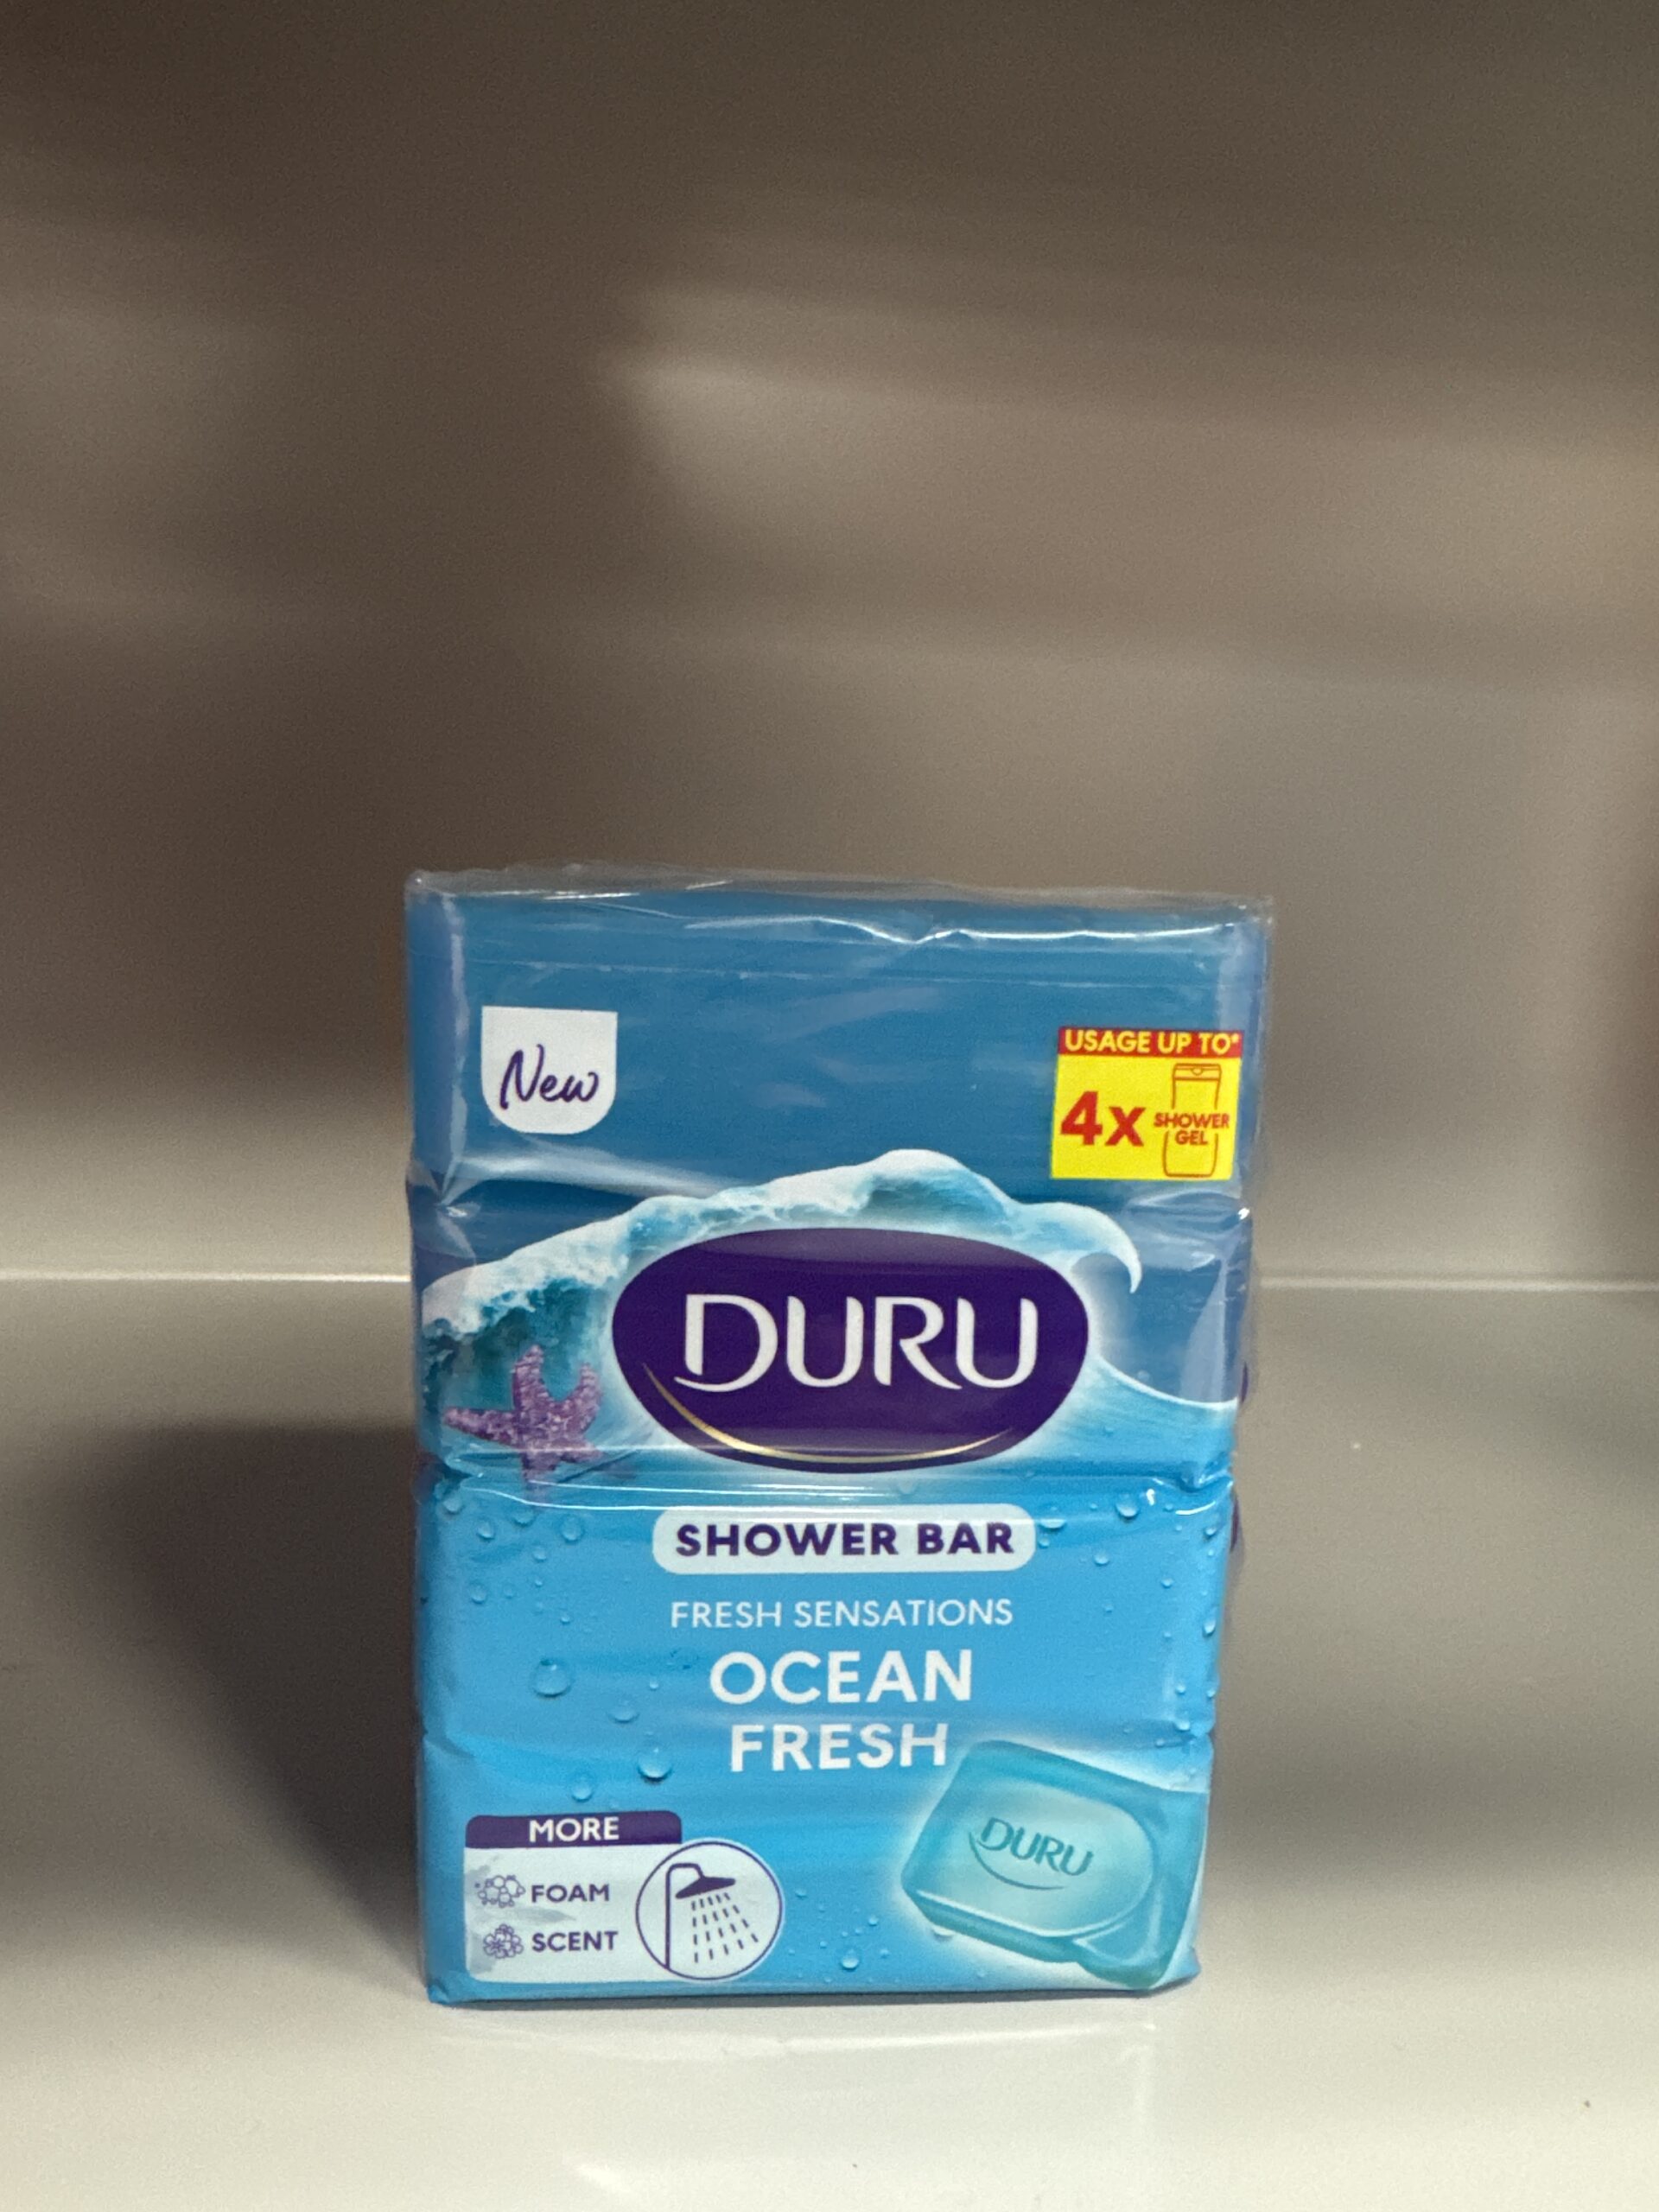 New
USAGE UP TO*
4x SHOWER
GEL
DURU
SHOWER BAR
FRESH SENSATIONS
OCEAN
FRESH
DURU
MORE
FOAM
SCENT